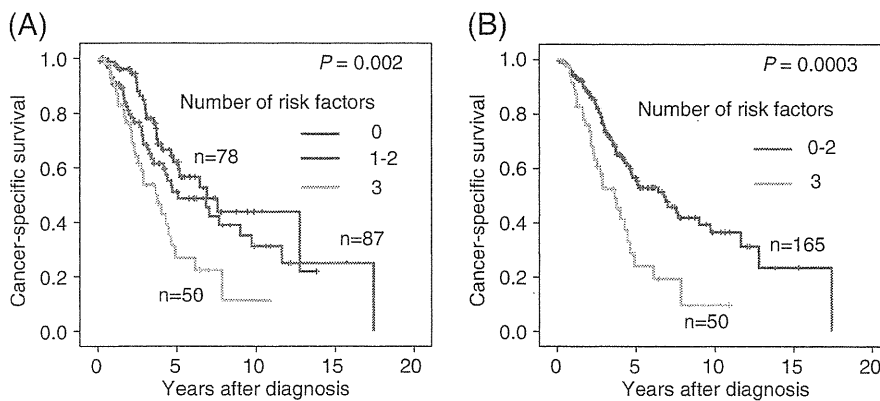 (A)
P = 0.002
Number of risk factors
0
1-2
3
n=78
n=87
n=50
Cancer-specific survival
1.0
0.8
0.6
0.4
0.2
0.0
0 5 10 15 20
Years after diagnosis
(B)
P = 0.0003
Number of risk factors
0-2
3
n=165
n=50
Cancer-specific survival
1.0
0.8
0.6
0.4
0.2
0.0
0 5 10 15 20
Years after diagnosis